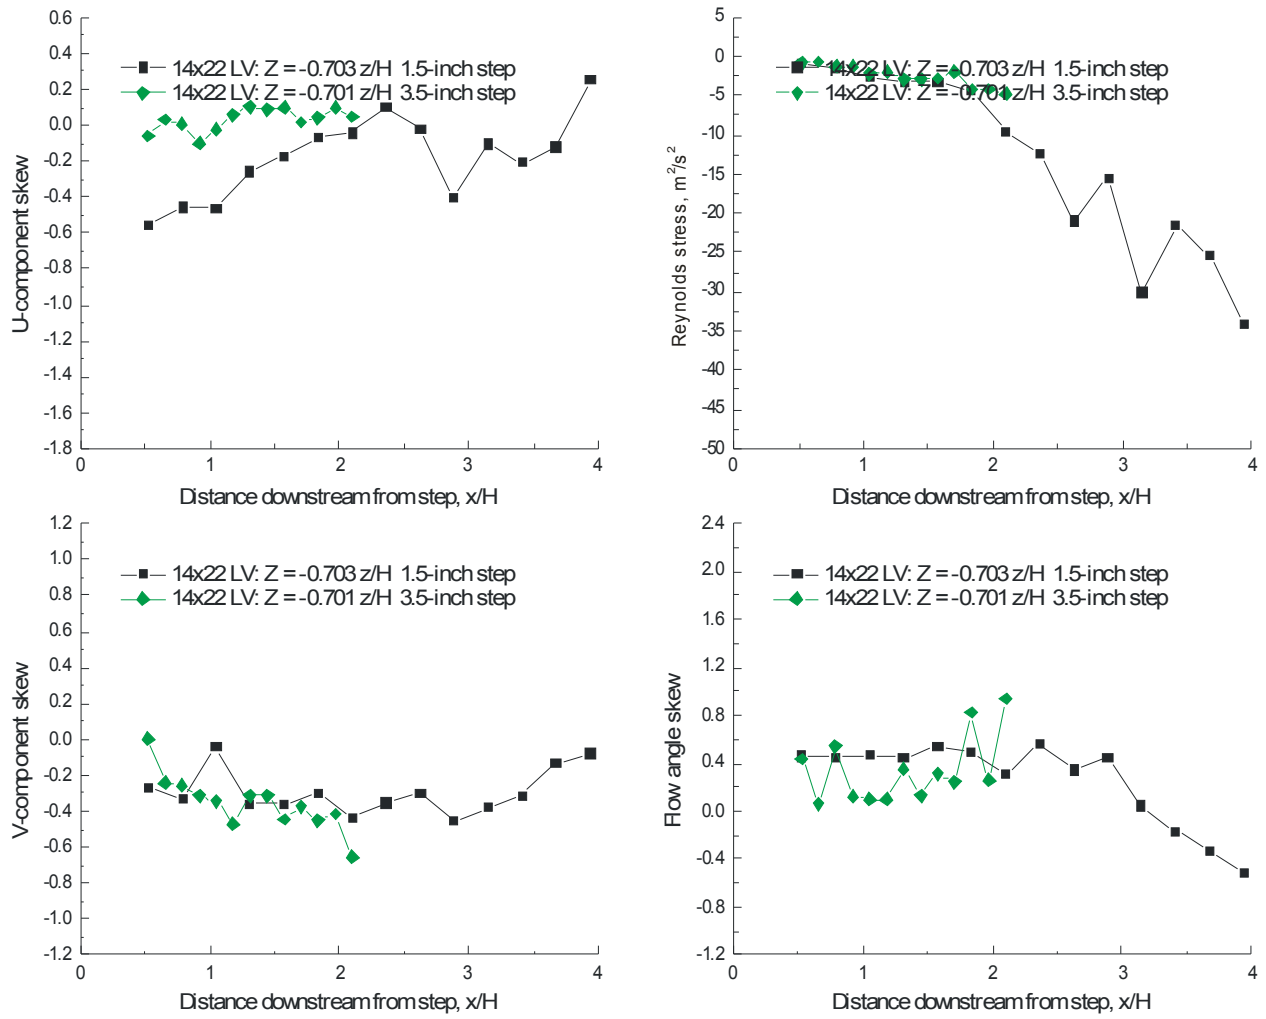 0.6
0.4
0.2
0.0
-0.2
-0.4
-0.6
-0.8
-1.0
-1.2
-1.4
-1.6
-1.8
U-component skew
14x22 LV: Z = -0.703 z/H 1.5-inch step
14x22 LV: Z = -0.701 z/H 3.5-inch step
0 1 2 3 4
Distance downstream from step, x/H
5
0
-5
-10
-15
-20
-25
-30
-35
-40
-45
-50
Reynolds stress, m²/s²
14x22 LV: Z = -0.703 z/H 1.5-inch step
14x22 LV: Z = -0.701 z/H 3.5-inch step
0 1 2 3 4
Distance downstream from step, x/H
1.2
1.0
0.8
0.6
0.4
0.2
0.0
-0.2
-0.4
-0.6
-0.8
-1.0
-1.2
V-component skew
14x22 LV: Z = -0.703 z/H 1.5-inch step
14x22 LV: Z = -0.701 z/H 3.5-inch step
0 1 2 3 4
Distance downstream from step, x/H
2.4
2.0
1.6
1.2
0.8
0.4
0.0
-0.4
-0.8
-1.2
Flow angle skew
14x22 LV: Z = -0.703 z/H 1.5-inch step
14x22 LV: Z = -0.701 z/H 3.5-inch step
0 1 2 3 4
Distance downstream from step, x/H